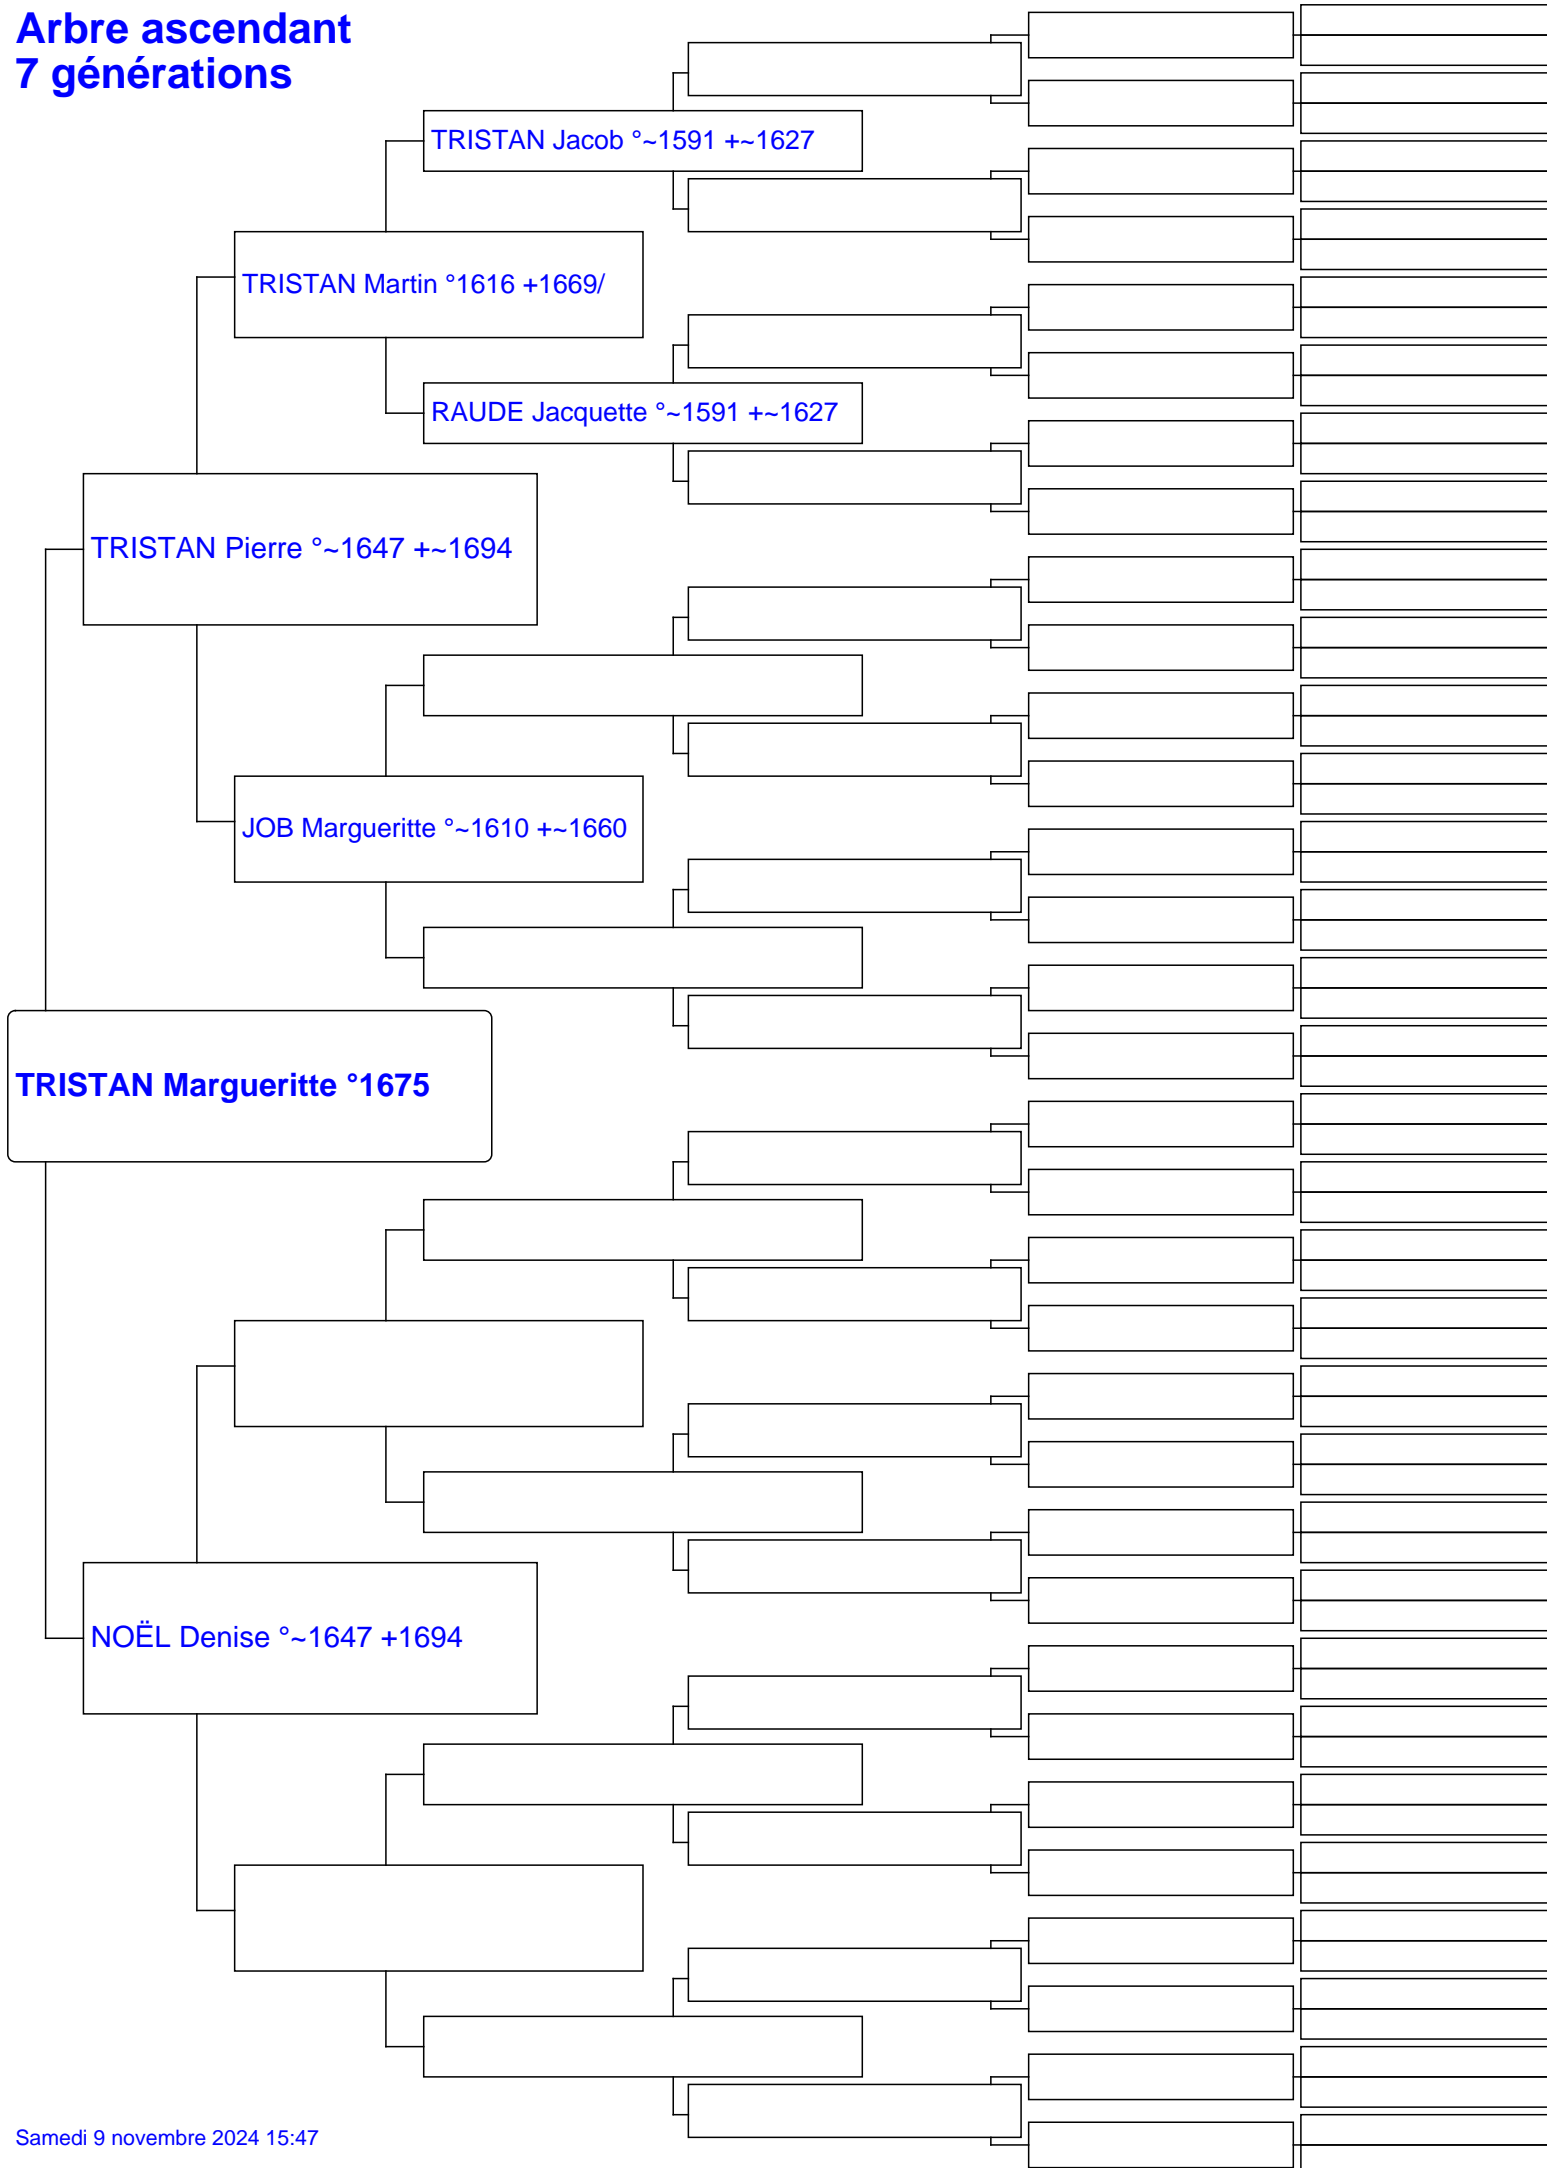 Arbre ascendant
7 générations
TRISTAN Jacob °~1591 +~1627
TRISTAN Martin °1616 +1669/
RAUDE Jacquette °~1591 +~1627
TRISTAN Pierre °~1647 +~1694
JOB Margueritte °~1610 +~1660
TRISTAN Margueritte °1675
NOËL Denise °~1647 +1694
Samedi 9 novembre 2024 15:47